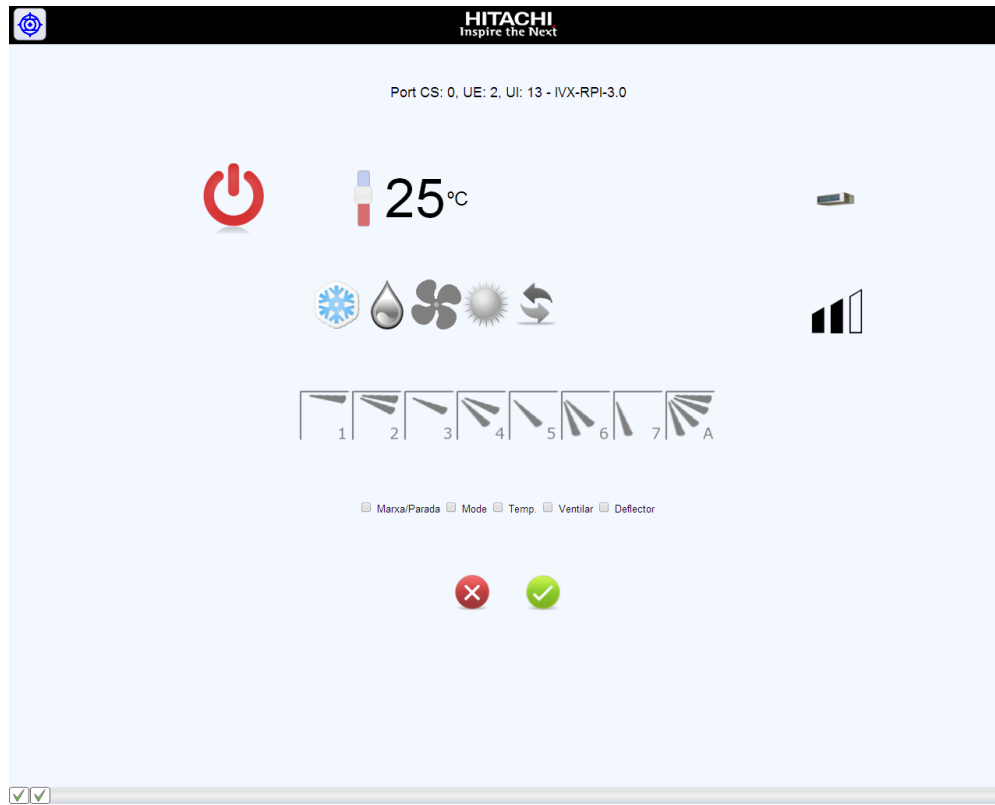 HITACHI
Inspire the Next
Port CS: 0, UE: 2, UI: 13 - IVX-RPI-3.0
25ºC
1 2 3 4 5 6 7 A
Marxa/Parada Mode Temp. Ventilar Deflector